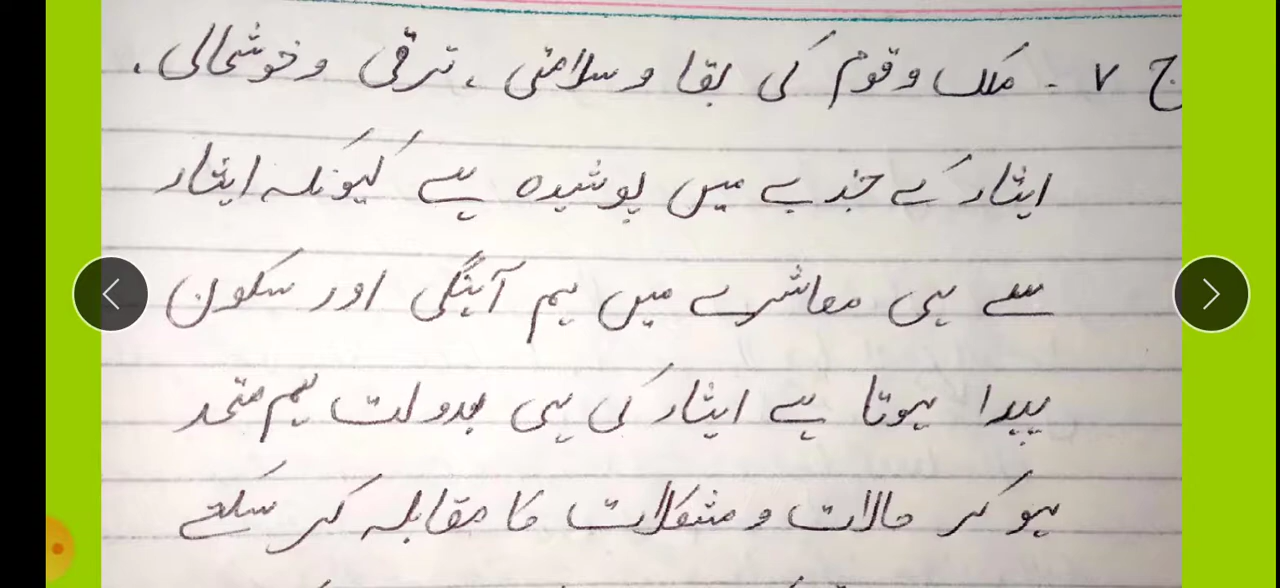 ج ۷ - ملک و قوم کی بقا و سلامتی ، ترقی و خوشحالی ،
ایثار کے جذبے میں پوشیدہ ہے کیونکہ ایثار
سے ہی معاشرے میں ہم آہنگی اور سکون
پیدا ہوتا ہے ایثار کی ہی بدولت ہم متحد
ہو کر حالات و مشکلات کا مقابلہ کر سکتے